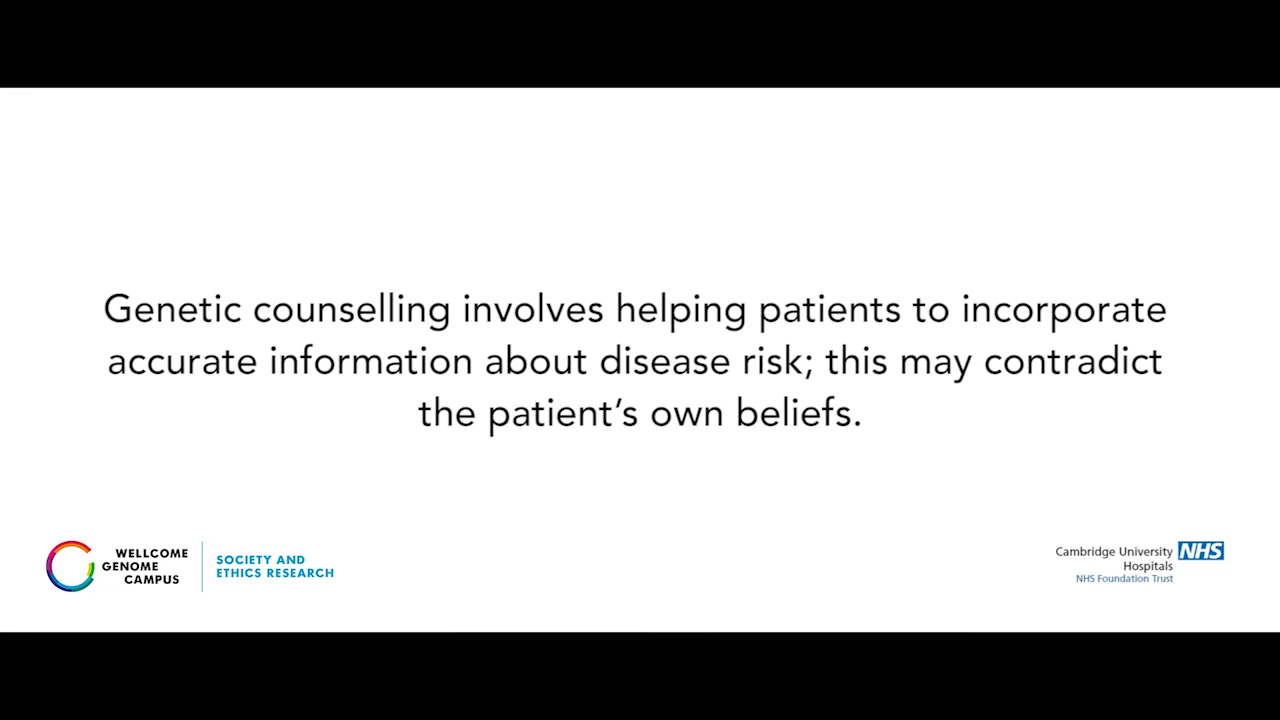 Genetic counselling involves helping patients to incorporate
accurate information about disease risk; this may contradict
the patient’s own beliefs.
WELLCOME
GENOME
CAMPUS
SOCIETY AND
ETHICS RESEARCH
Cambridge University
Hospitals
NHS
NHS Foundation Trust